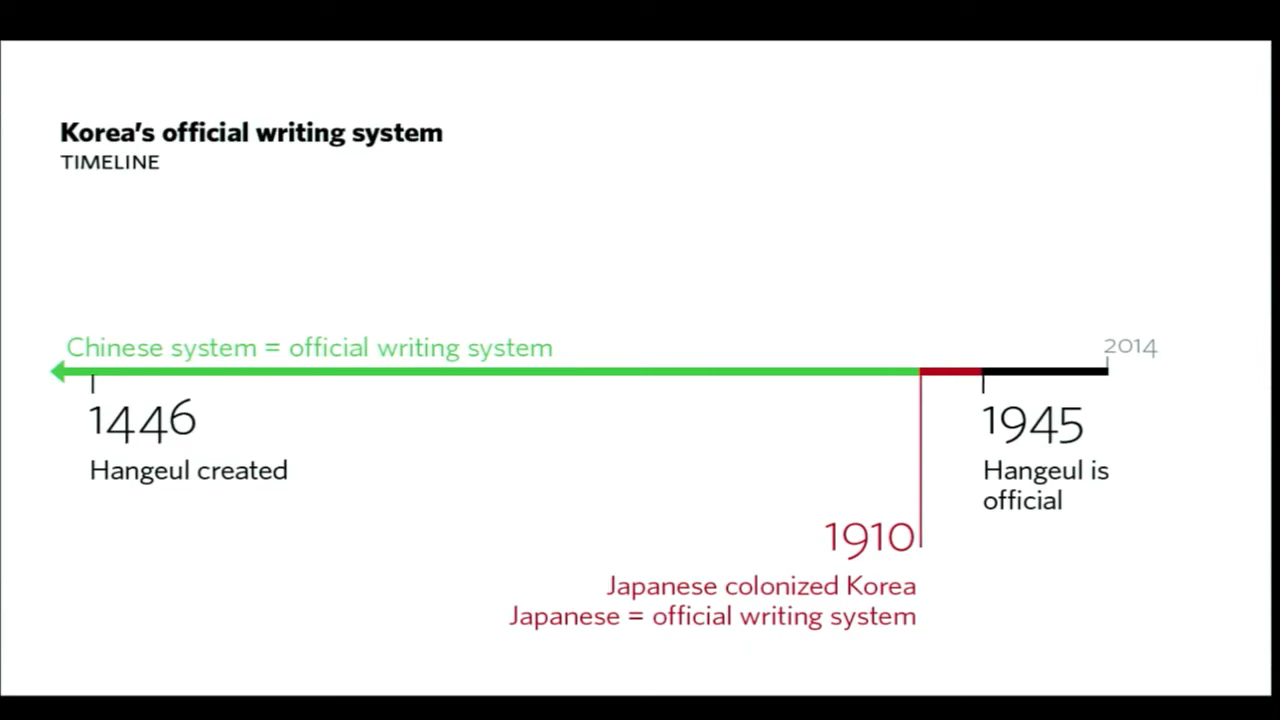 Korea's official writing system
TIMELINE
Chinese system = official writing system
2014
1446
Hangeul created
1945
Hangeul is
official
1910
Japanese colonized Korea
Japanese = official writing system